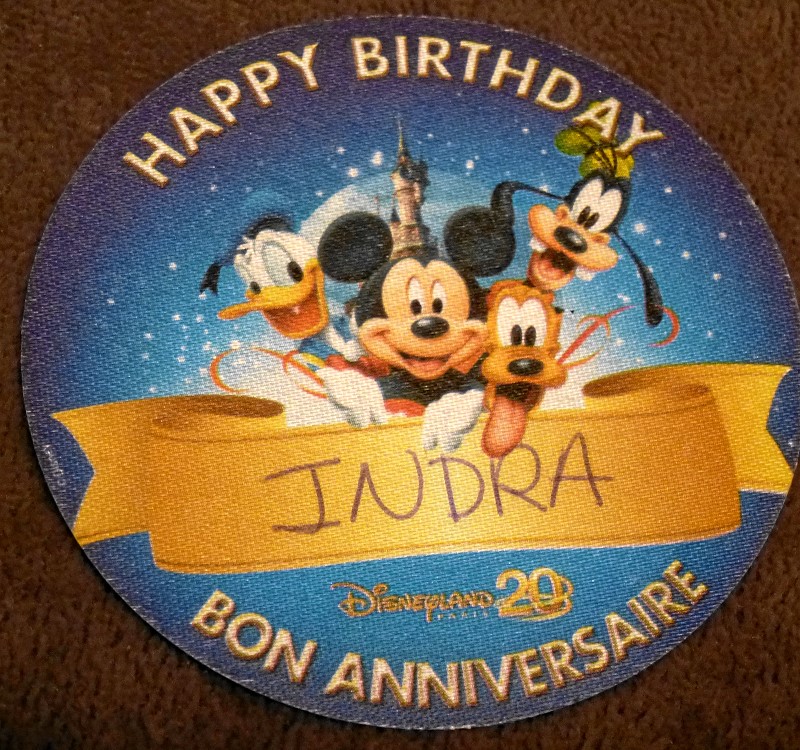 HAPPY BIRTHDAY
INDRA
DISNEYLAND 20
PARIS
BON ANNIVERSAIRE